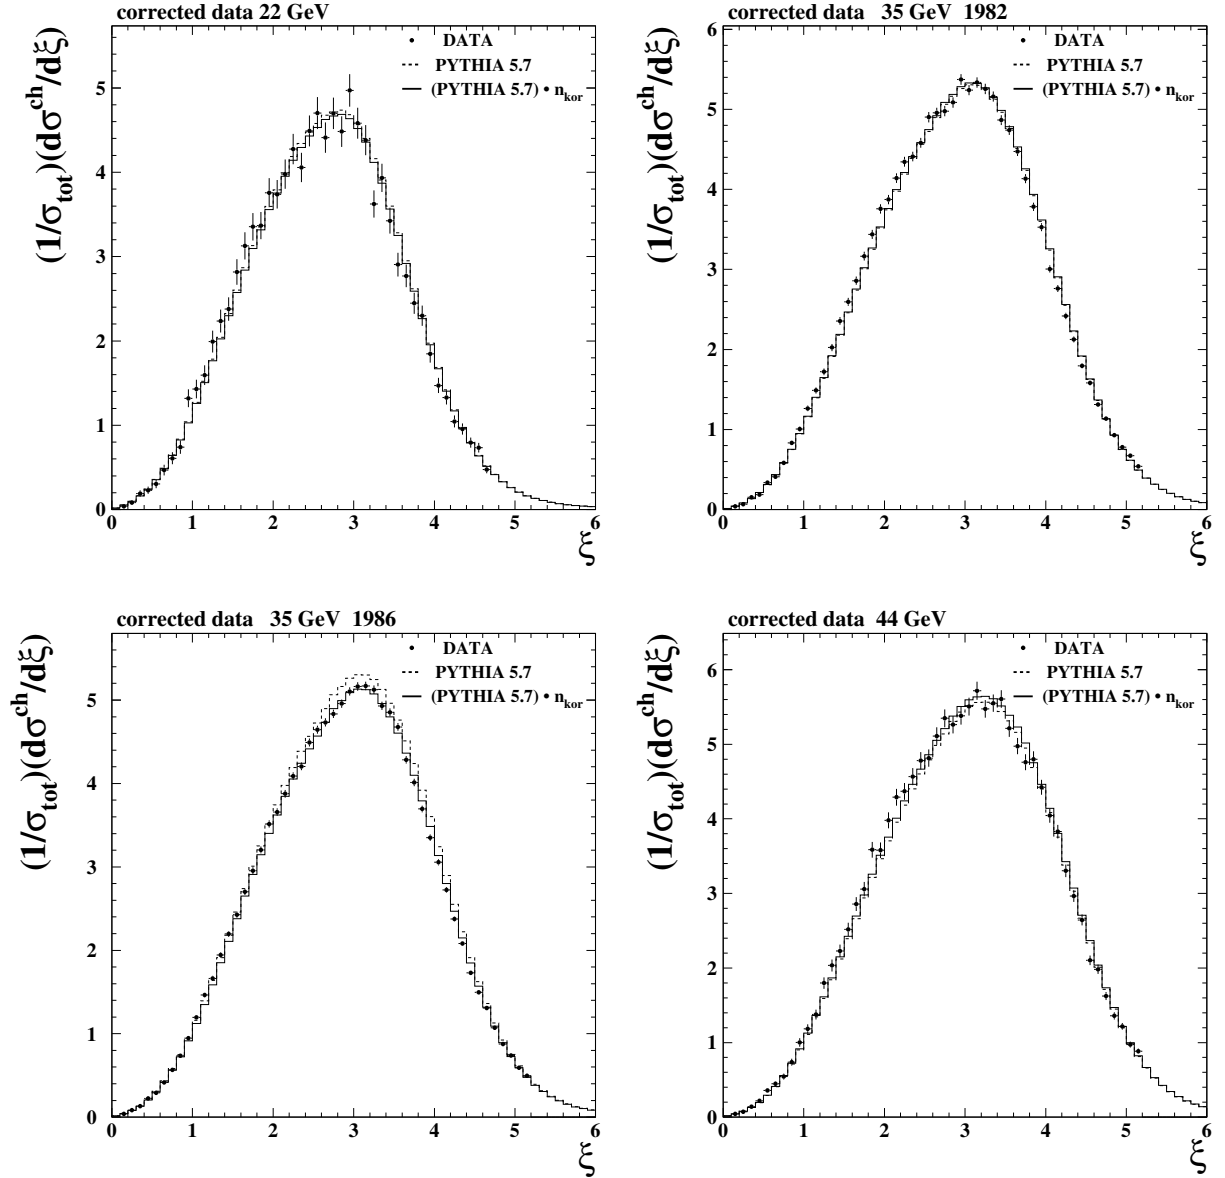 corrected data 22 GeV
DATA
PYTHIA 5.7
(PYTHIA 5.7) • n_kor
(1/σ_tot)(dσ^ch/dξ)
5
4
3
2
1
0
0 1 2 3 4 5 6
ξ
corrected data 35 GeV 1982
DATA
PYTHIA 5.7
(PYTHIA 5.7) • n_kor
(1/σ_tot)(dσ^ch/dξ)
6
5
4
3
2
1
0
0 1 2 3 4 5 6
ξ
corrected data 35 GeV 1986
DATA
PYTHIA 5.7
(PYTHIA 5.7) • n_kor
(1/σ_tot)(dσ^ch/dξ)
5
4
3
2
1
0
0 1 2 3 4 5 6
ξ
corrected data 44 GeV
DATA
PYTHIA 5.7
(PYTHIA 5.7) • n_kor
(1/σ_tot)(dσ^ch/dξ)
6
5
4
3
2
1
0
0 1 2 3 4 5 6
ξ